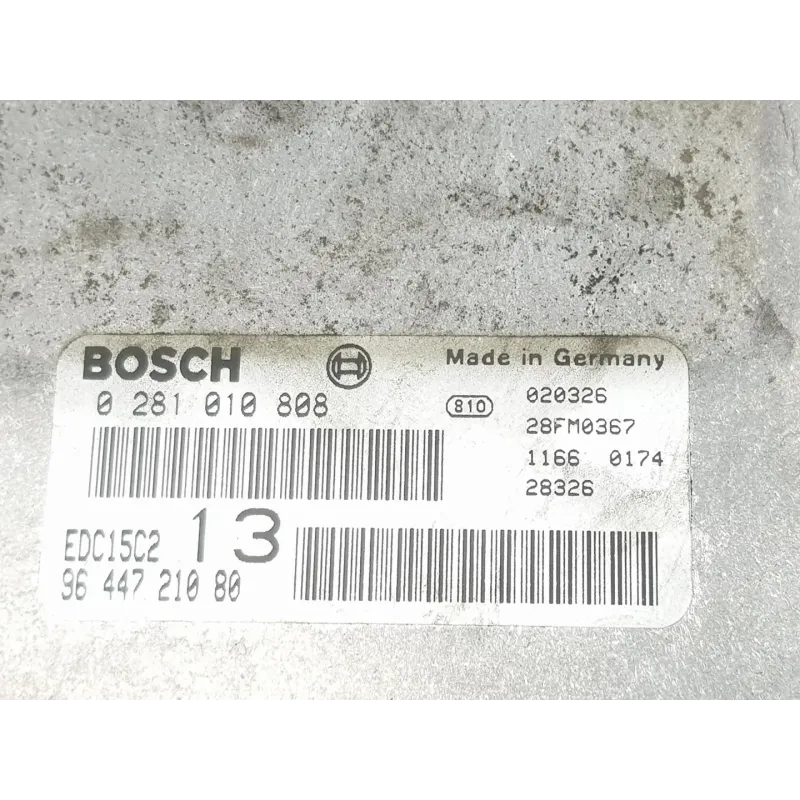 BOSCH
Made in Germany
0 281 010 808
810
020326
28FM0367
1166 0174
28326
EDC15C2 13
96 447 210 80